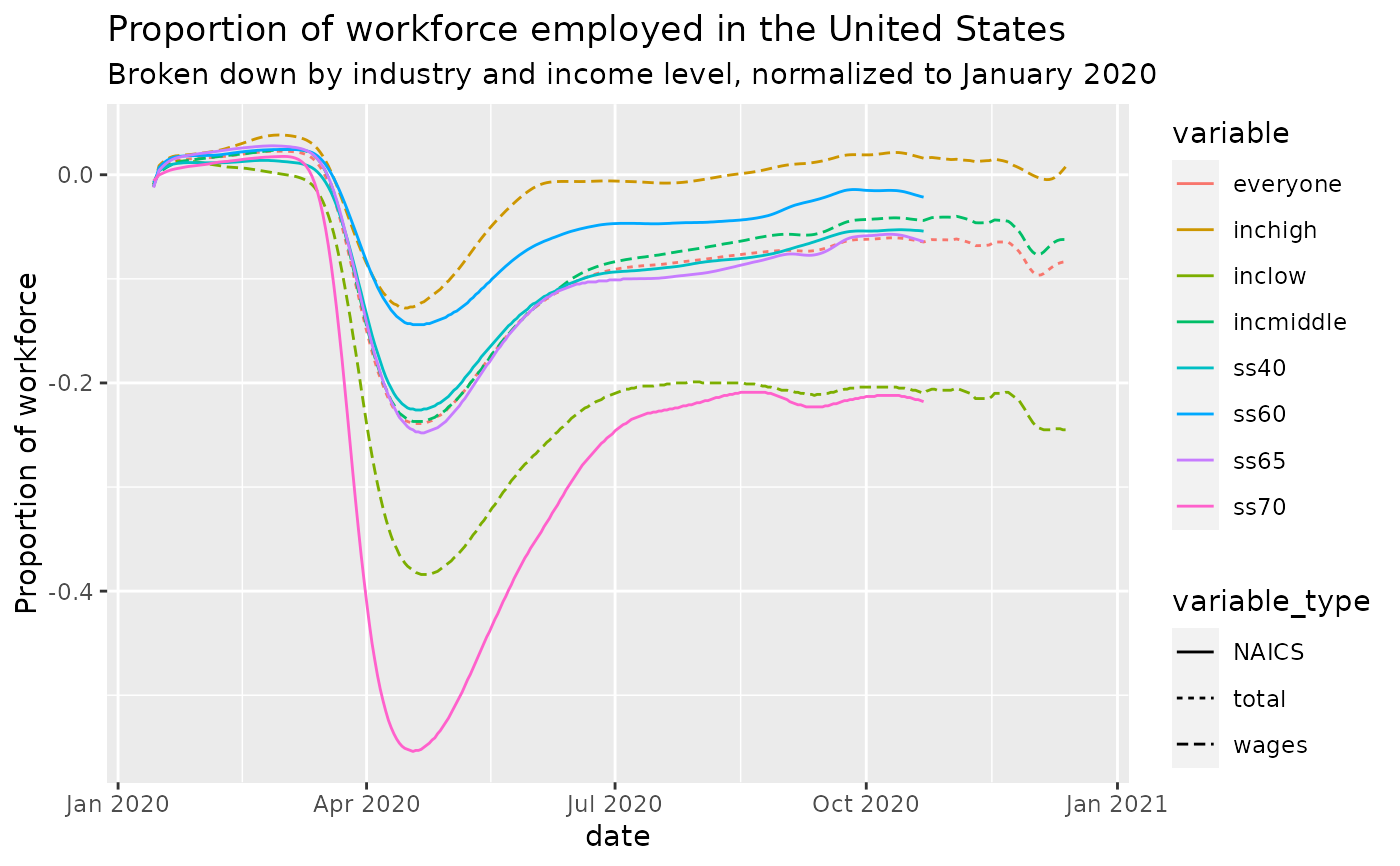 Proportion of workforce employed in the United States
Broken down by industry and income level, normalized to January 2020
Proportion of workforce
0.0
-0.2
-0.4
Jan 2020
Apr 2020
Jul 2020
Oct 2020
Jan 2021
date
variable
everyone
inchigh
inclow
incmiddle
ss40
ss60
ss65
ss70
variable_type
NAICS
total
wages